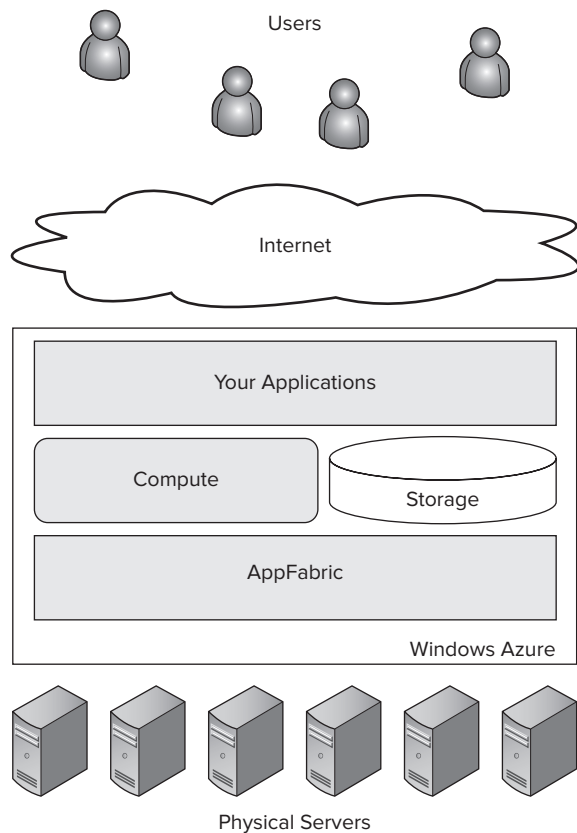 Users
Internet
Your Applications
Compute
Storage
AppFabric
Windows Azure
Physical Servers